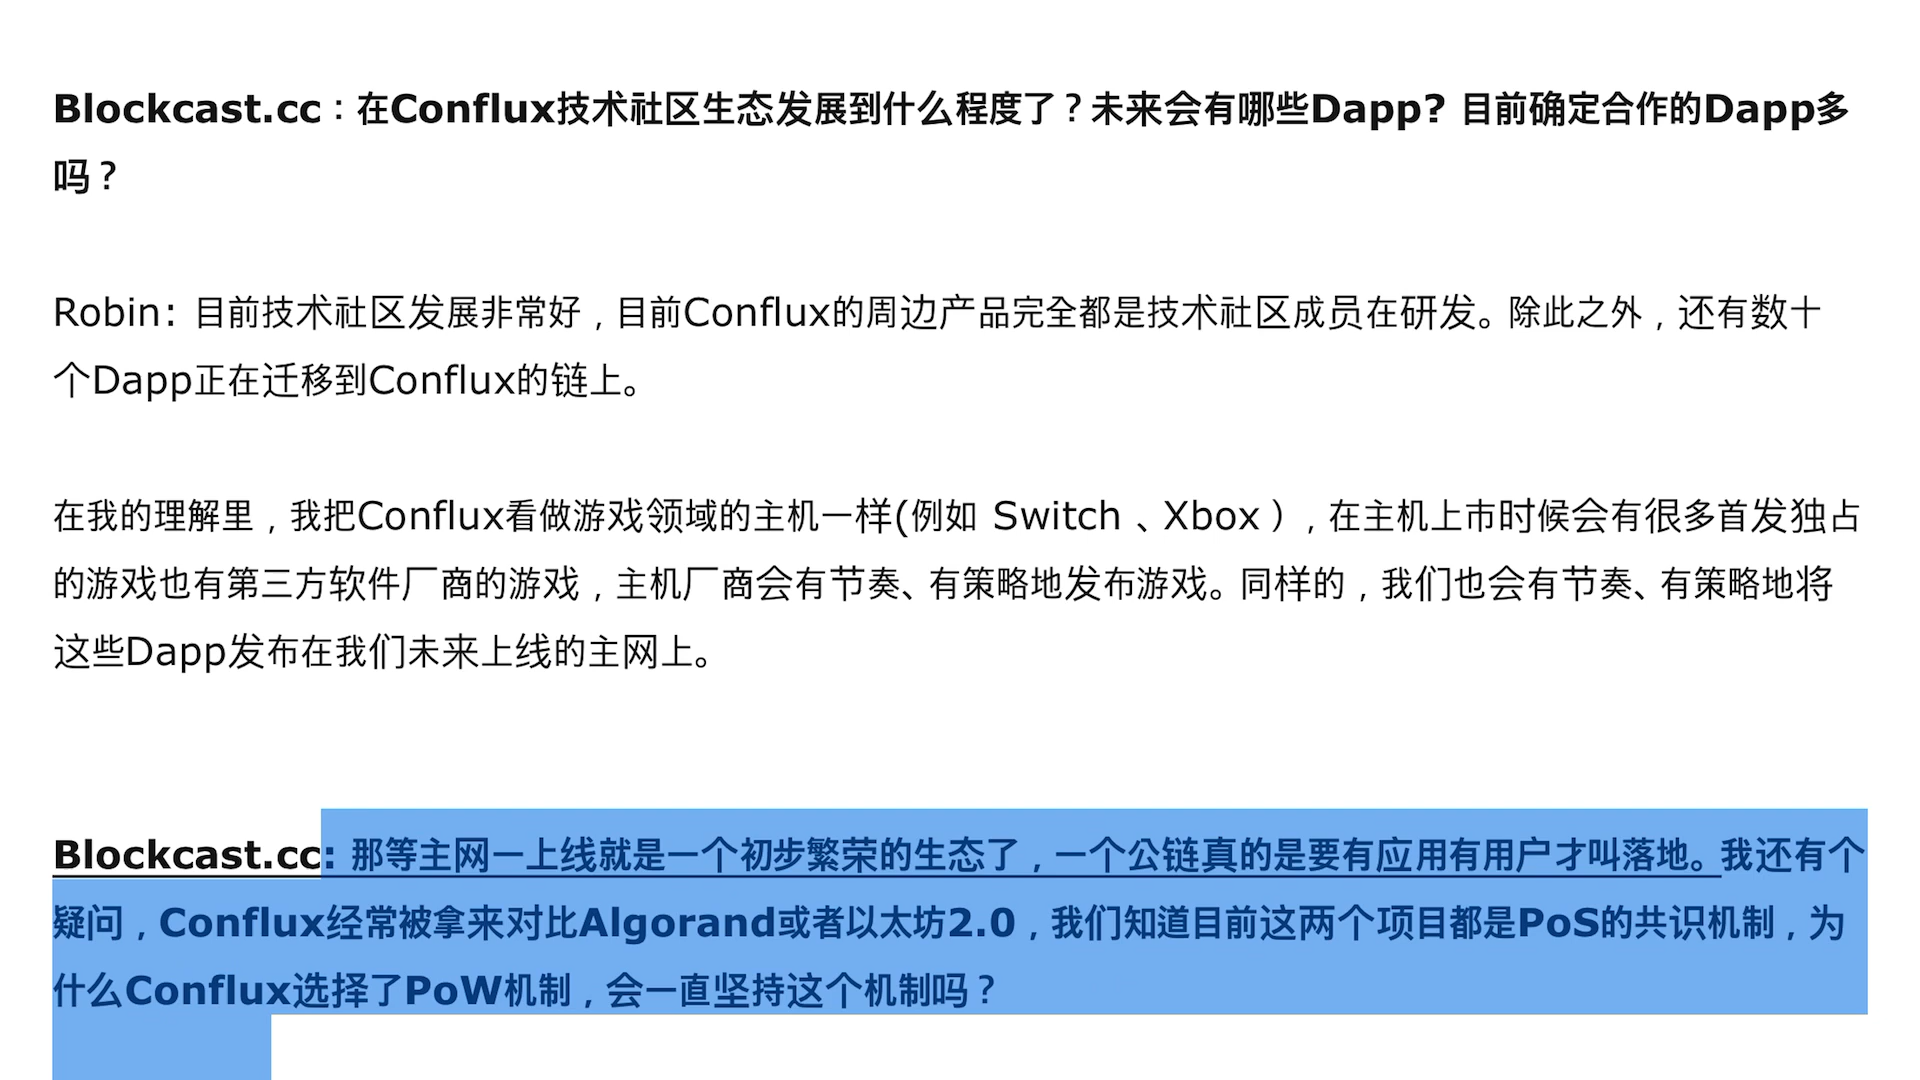 Blockcast.cc：在Conflux技术社区生态发展到什么程度了？未来会有哪些Dapp? 目前确定合作的Dapp多
吗？
Robin: 目前技术社区发展非常好，目前Conflux的周边产品完全都是技术社区成员在研发。除此之外，还有数十
个Dapp正在迁移到Conflux的链上。
在我的理解里，我把Conflux看做游戏领域的主机一样(例如 Switch 、Xbox ），在主机上市时候会有很多首发独占
的游戏也有第三方软件厂商的游戏，主机厂商会有节奏、有策略地发布游戏。同样的，我们也会有节奏、有策略地将
这些Dapp发布在我们未来上线的主网上。
Blockcast.cc: 那等主网一上线就是一个初步繁荣的生态了，一个公链真的是要有应用有用户才叫落地。我还有个
疑问，Conflux经常被拿来对比Algorand或者以太坊2.0，我们知道目前这两个项目都是PoS的共识机制，为
什么Conflux选择了PoW机制，会一直坚持这个机制吗？